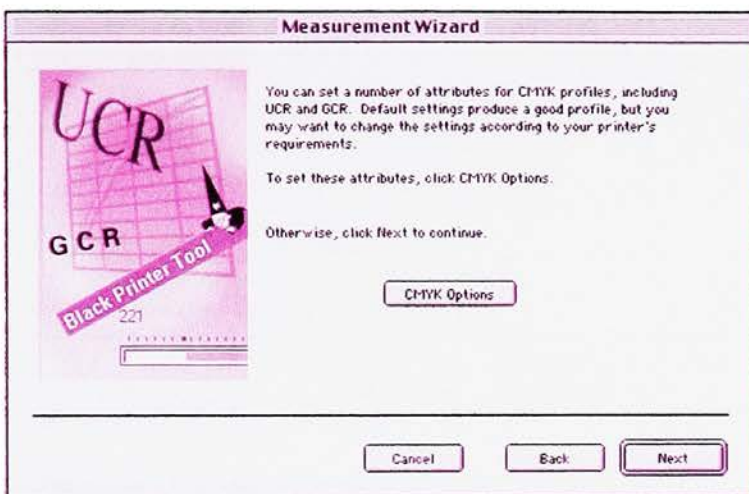 Measurement Wizard
UCR
GCR
Black Printer Tool
221
You can set a number of attributes for CMYK profiles, including
UCR and GCR. Default settings produce a good profile, but you
may want to change the settings according to your printer's
requirements.
To set these attributes, click CMYK Options.
Otherwise, click Next to continue.
CMYK Options
Cancel
Back
Next